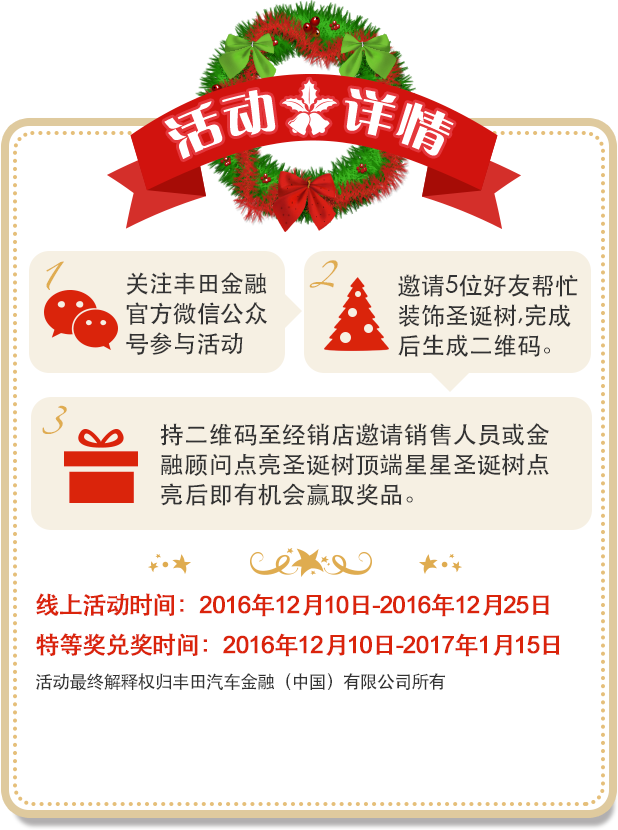 活动详情
1
关注丰田金融
官方微信公众
号参与活动
2
邀请5位好友帮忙
装饰圣诞树,完成
后生成二维码。
3
持二维码至经销店邀请销售人员或金
融顾问点亮圣诞树顶端星星圣诞树点
亮后即有机会赢取奖品。
线上活动时间：2016年12月10日-2016年12月25日
特等奖兑奖时间：2016年12月10日-2017年1月15日
活动最终解释权归丰田汽车金融（中国）有限公司所有